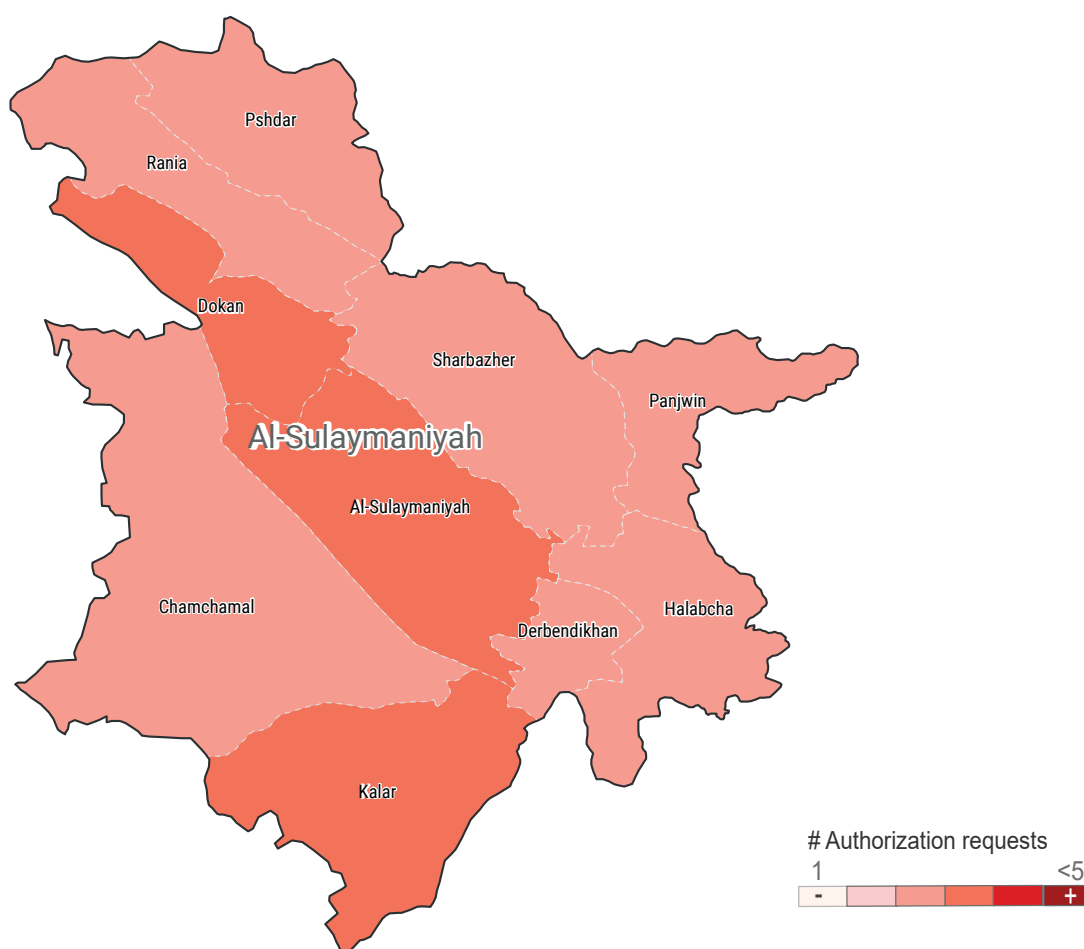 Pshdar
Rania
Dokan
Sharbazher
Panjwin
Al-Sulaymaniyah
Al-Sulaymaniyah
Chamchamal
Halabcha
Derbendikhan
Kalar
# Authorization requests
1 <5
- +